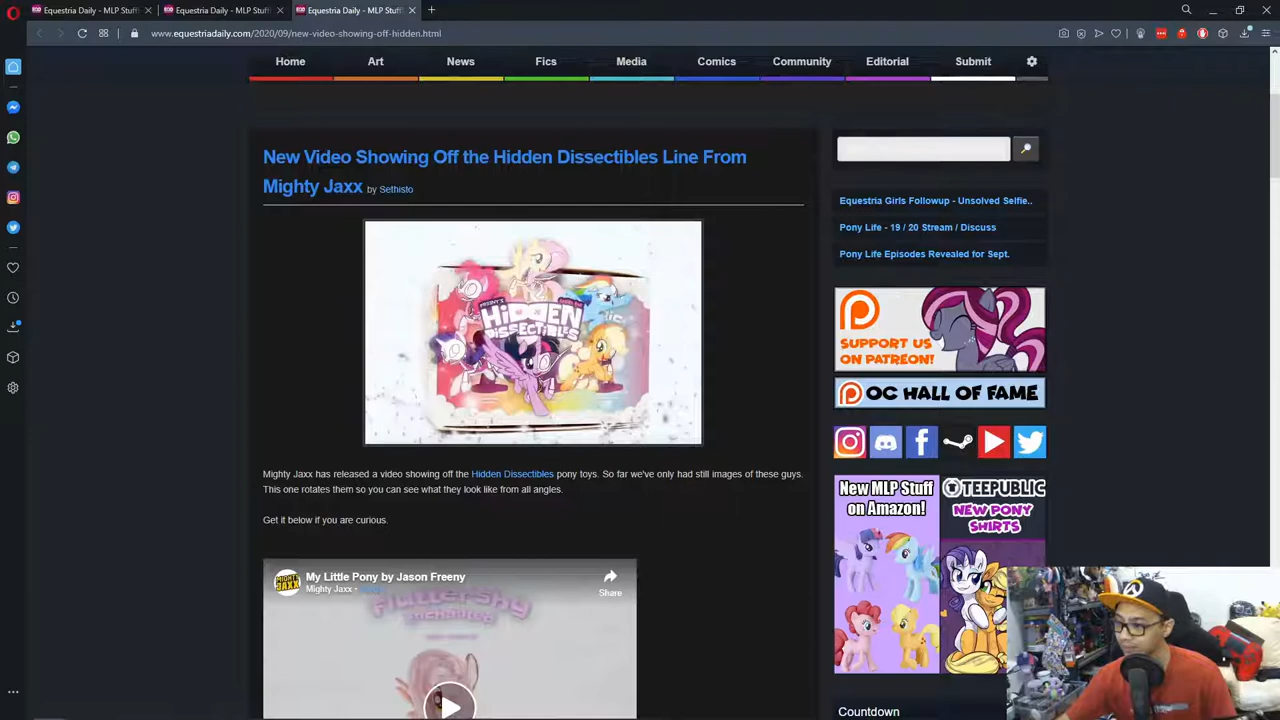 Equestria Daily - MLP Stuff!
Equestria Daily - MLP Stuff!
Equestria Daily - MLP Stuff!
www.equestriadaily.com/2020/09/new-video-showing-off-hidden.html
Home
Art
News
Fics
Media
Comics
Community
Editorial
Submit
New Video Showing Off the Hidden Dissectibles Line From
Mighty Jaxx by Sethisto
FREENY'S
HIDDEN
DISSECTIBLES
Mighty Jaxx has released a video showing off the Hidden Dissectibles pony toys. So far we've only had still images of these guys.
This one rotates them so you can see what they look like from all angles.
Get it below if you are curious.
My Little Pony by Jason Freeny
Mighty Jaxx •
Share
Fluttershy
Equestria Girls Followup - Unsolved Selfie..
Pony Life - 19 / 20 Stream / Discuss
Pony Life Episodes Revealed for Sept.
SUPPORT US
ON PATREON!
OC HALL OF FAME
New MLP Stuff
on Amazon!
TEEPUBLIC
NEW PONY
SHIRTS
Countdown